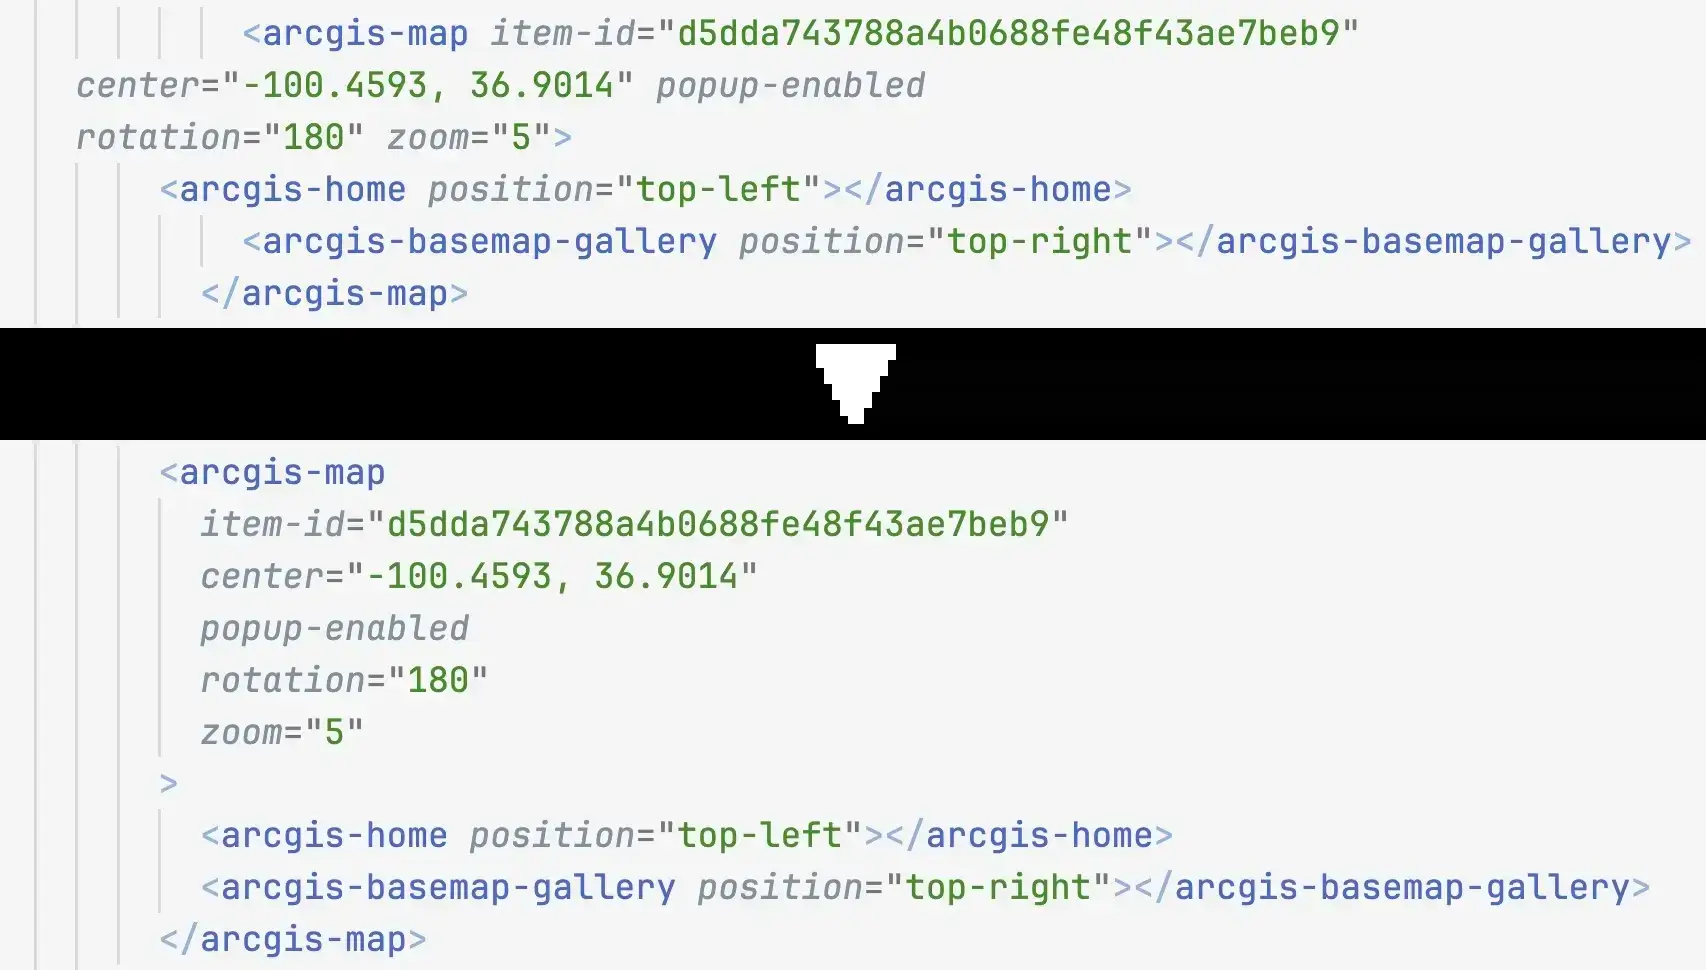 <arcgis-map item-id="d5dda743788a4b0688fe48f43ae7beb9"
center="-100.4593, 36.9014" popup-enabled
rotation="180" zoom="5">
<arcgis-home position="top-left"></arcgis-home>
<arcgis-basemap-gallery position="top-right"></arcgis-basemap-gallery>
</arcgis-map>
<arcgis-map
item-id="d5dda743788a4b0688fe48f43ae7beb9"
center="-100.4593, 36.9014"
popup-enabled
rotation="180"
zoom="5"
>
<arcgis-home position="top-left"></arcgis-home>
<arcgis-basemap-gallery position="top-right"></arcgis-basemap-gallery>
</arcgis-map>